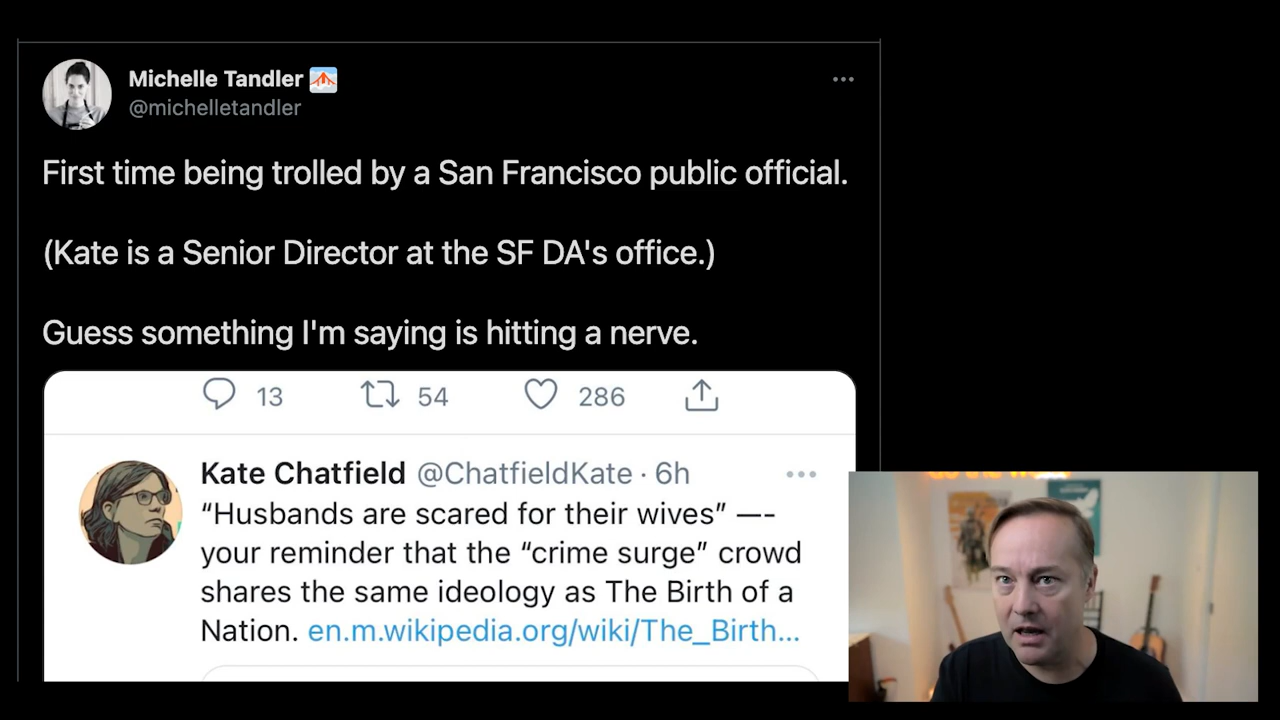 Michelle Tandler
@michelletandler
First time being trolled by a San Francisco public official.
(Kate is a Senior Director at the SF DA's office.)
Guess something I'm saying is hitting a nerve.
13 54 286
Kate Chatfield @ChatfieldKate · 6h
“Husbands are scared for their wives” —-
your reminder that the “crime surge” crowd
shares the same ideology as The Birth of a
Nation. en.m.wikipedia.org/wiki/The_Birth...